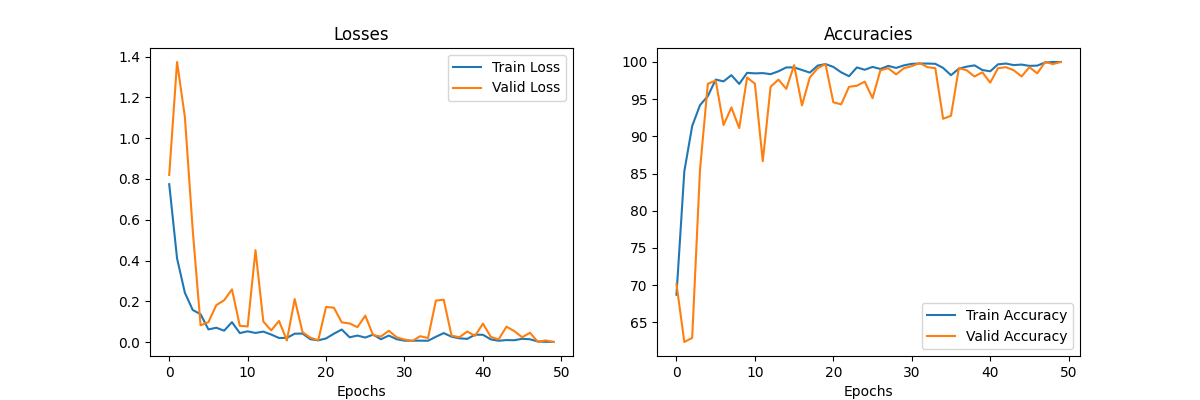 Losses
1.4
1.2
1.0
0.8
0.6
0.4
0.2
0.0
0 10 20 30 40 50
Epochs
Train Loss
Valid Loss
Accuracies
100
95
90
85
80
75
70
65
0 10 20 30 40 50
Epochs
Train Accuracy
Valid Accuracy